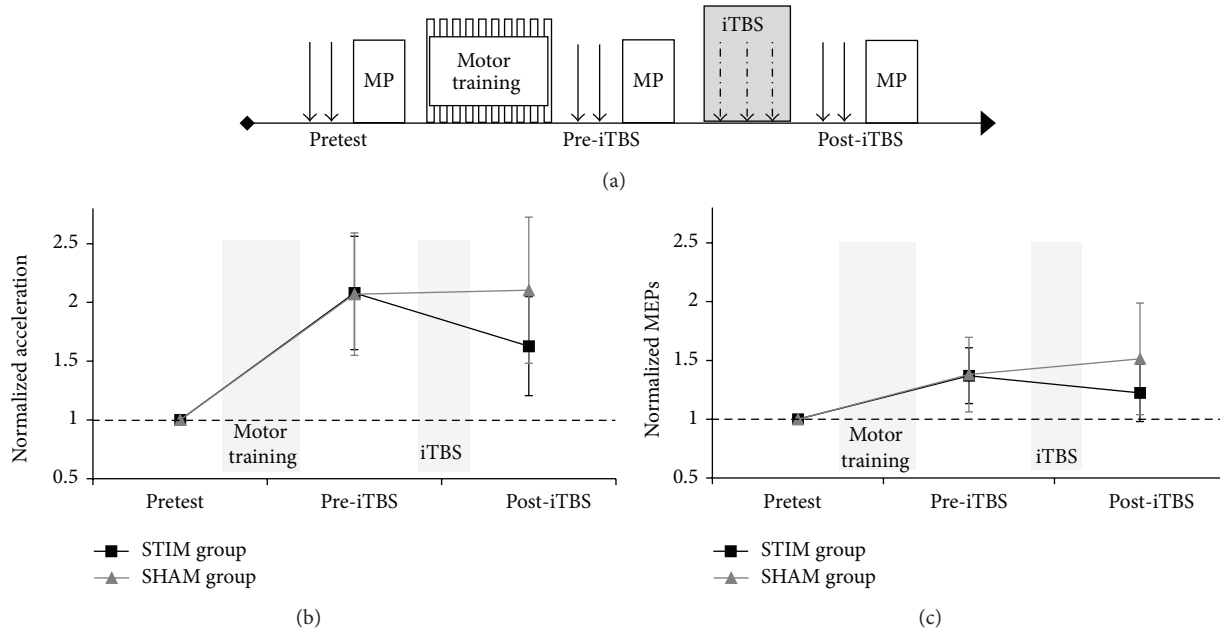 iTBS
MP
Motor
training
MP
MP
Pretest
Pre-iTBS
Post-iTBS
(a)
Normalized acceleration
2.5
2
1.5
1
0.5
Motor
training
iTBS
Pretest
Pre-iTBS
Post-iTBS
STIM group
SHAM group
(b)
Normalized MEPs
2.5
2
1.5
1
0.5
Motor
training
iTBS
Pretest
Pre-iTBS
Post-iTBS
STIM group
SHAM group
(c)